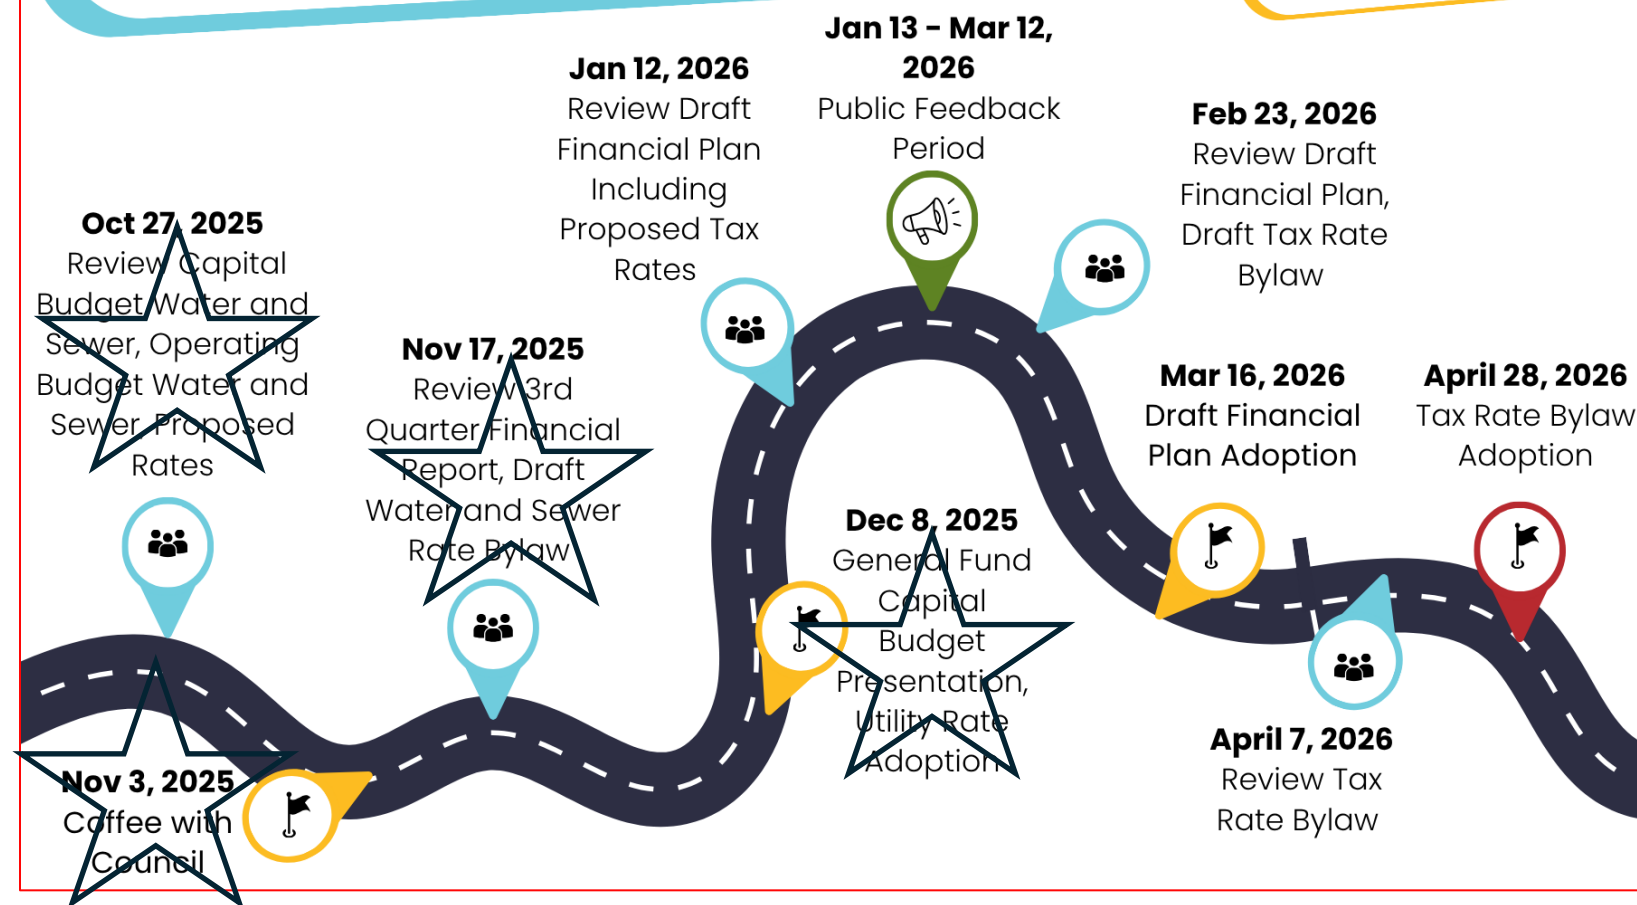 Oct 27, 2025
Review Capital
Budget Water and
Sewer, Operating
Budget Water and
Sewer, Proposed
Rates
Nov 3, 2025
Coffee with
Council
Nov 17, 2025
Review 3rd
Quarter Financial
Report, Draft
Water and Sewer
Rate Bylaw
Dec 8, 2025
General Fund
Capital
Budget
Presentation,
Utility Rate
Adoption
Jan 12, 2026
Review Draft
Financial Plan
Including
Proposed Tax
Rates
Jan 13 - Mar 12,
2026
Public Feedback
Period
Feb 23, 2026
Review Draft
Financial Plan,
Draft Tax Rate
Bylaw
Mar 16, 2026
Draft Financial
Plan Adoption
April 7, 2026
Review Tax
Rate Bylaw
April 28, 2026
Tax Rate Bylaw
Adoption